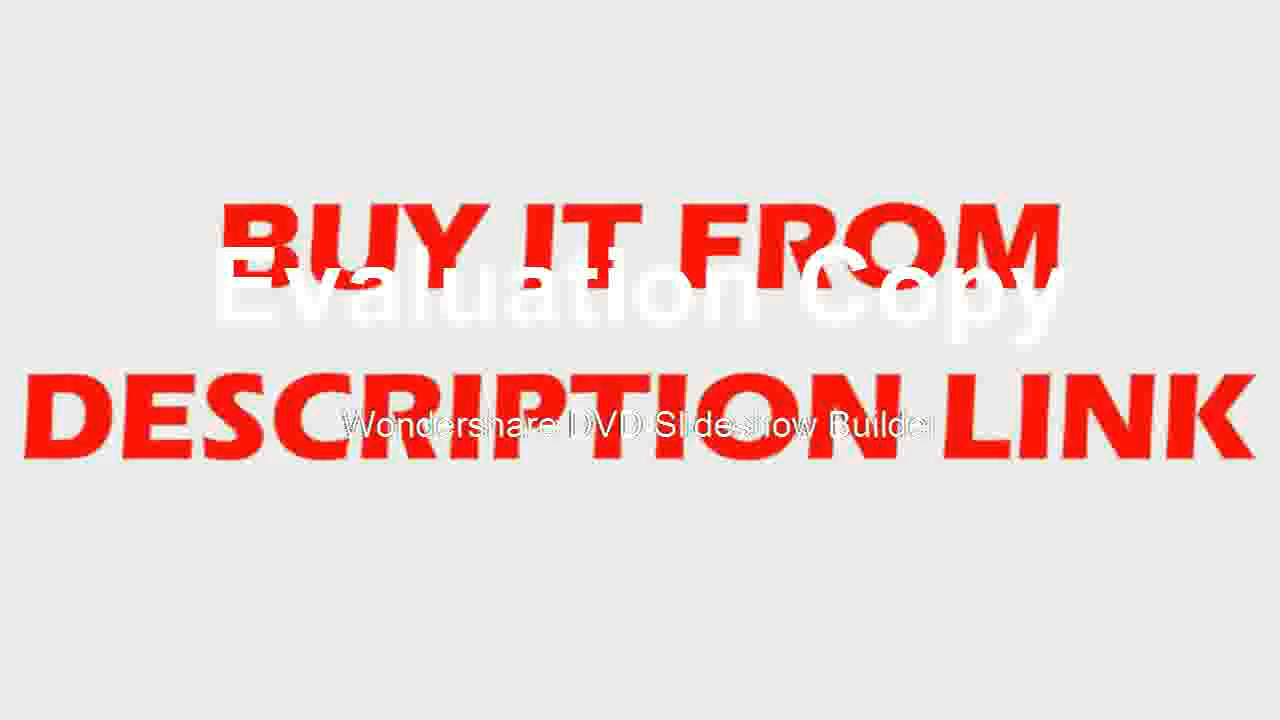 BUY IT FROM
Evaluation Copy
DESCRIPTION LINK
Wondershare DVD Slideshow Builder